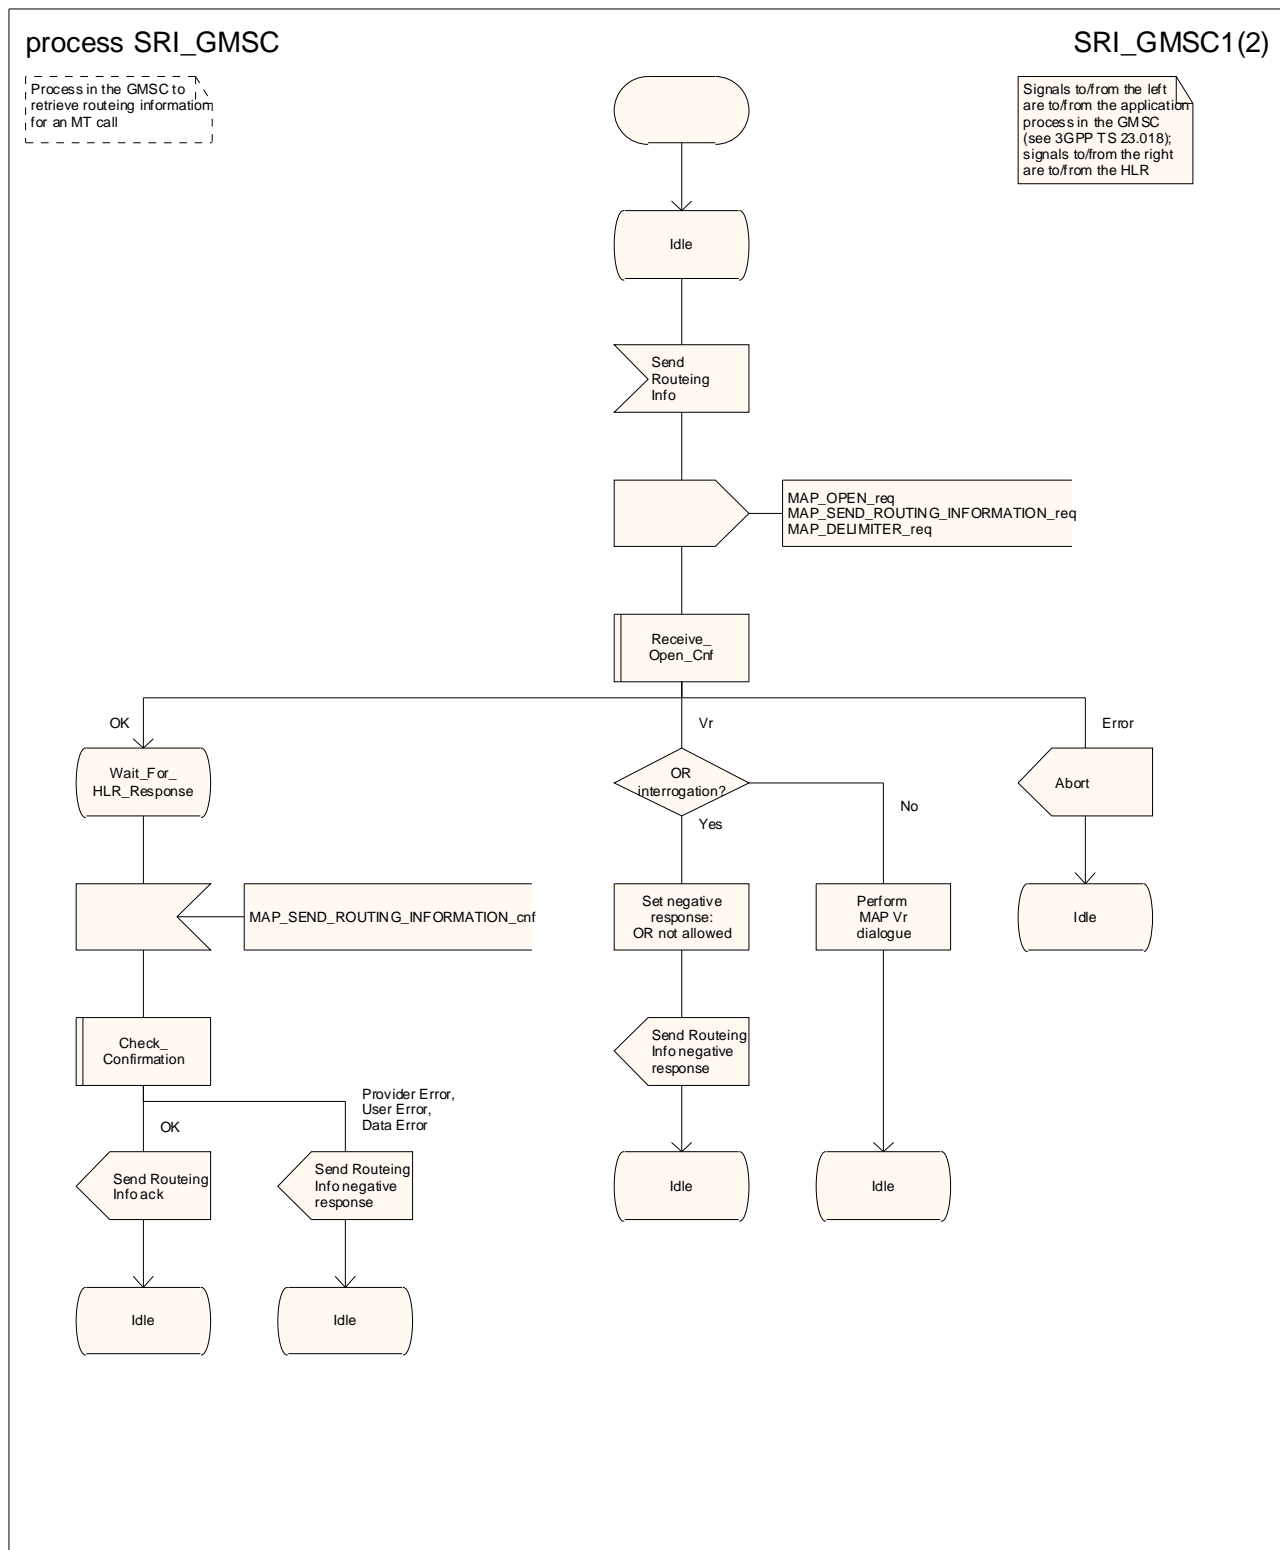 process SRI_GMSC
SRI_GMSC1(2)
Process in the GMSC to
retrieve routeing information
for an MT call
Signals to/from the left
are to/from the application
process in the GMSC
(see 3GPP TS 23.018);
signals to/from the right
are to/from the HLR
Idle
Send
Routeing
Info
MAP_OPEN_req
MAP_SEND_ROUTING_INFORMATION_req
MAP_DELIMITER_req
Receive_
Open_Cnf
OK
Vr
Error
Wait_For_
HLR_Response
OR
interrogation?
Abort
No
Yes
MAP_SEND_ROUTING_INFORMATION_cnf
Set negative
response:
OR not allowed
Perform
MAP Vr
dialogue
Idle
Check_
Confirmation
Send Routeing
Info negative
response
Provider Error,
User Error,
Data Error
OK
Send Routeing
Info ack
Send Routeing
Info negative
response
Idle
Idle
Idle
Idle